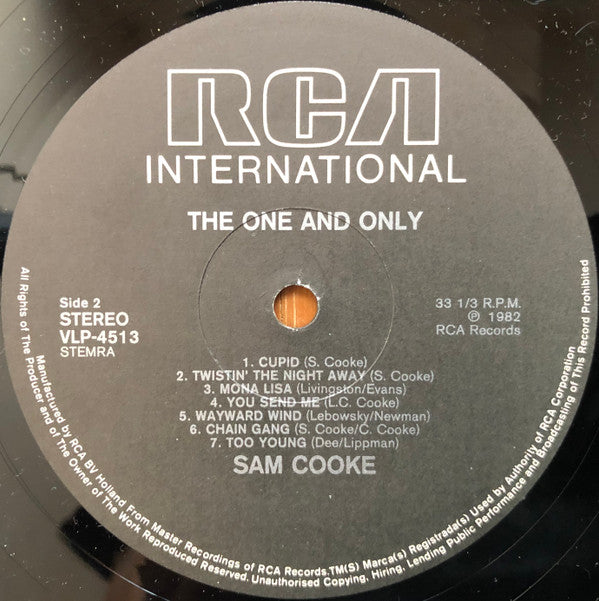 RCA
INTERNATIONAL
THE ONE AND ONLY
Side 2
STEREO
VLP-4513
STEMRA
33 1/3 R.P.M.
℗ 1982
RCA Records
1. CUPID (S. Cooke)
2. TWISTIN' THE NIGHT AWAY (S. Cooke)
3. MONA LISA (Livingston/Evans)
4. YOU SEND ME (L.C. Cooke)
5. WAYWARD WIND (Lebowsky/Newman)
6. CHAIN GANG (S. Cooke/C. Cooke)
7. TOO YOUNG (Dee/Lippman)
SAM COOKE
All Rights of The Producer and of The Owner of The Work Reproduced Reserved. Unauthorised Copying, Hiring, Lending Public Performance and Broadcasting of This Record Prohibited
Manufactured by RCA BV Holland From Master Recordings of RCA Records.TM(S) Marca(s) Registrada(s) Used by Authority of RCA Corporation